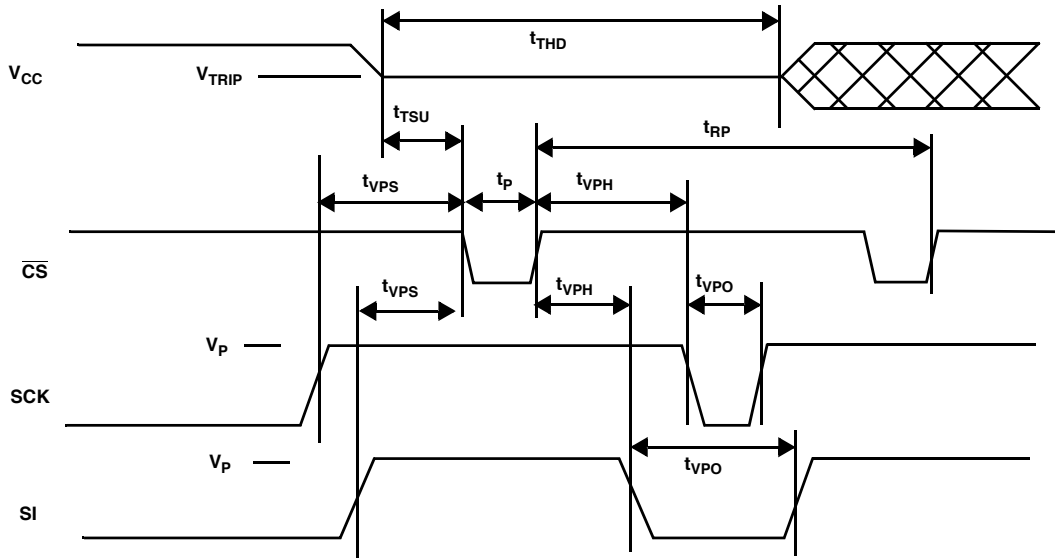 tTHD
VCC
VTRIP
tTSU
tRP
tVPS
tP
tVPH
CS
tVPS
tVPH
tVPO
VP
SCK
VP
tVPO
SI